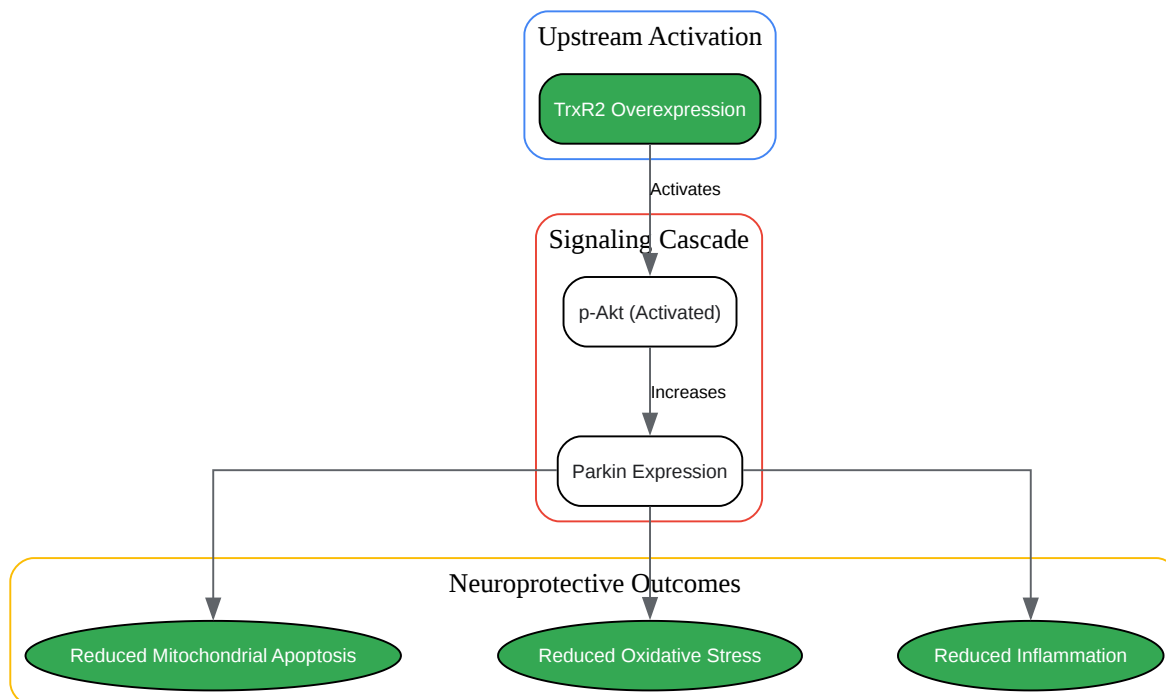 Upstream Activation
TrxR2 Overexpression
Activates
Signaling Cascade
p-Akt (Activated)
Increases
Parkin Expression
Neuroprotective Outcomes
Reduced Mitochondrial Apoptosis
Reduced Oxidative Stress
Reduced Inflammation